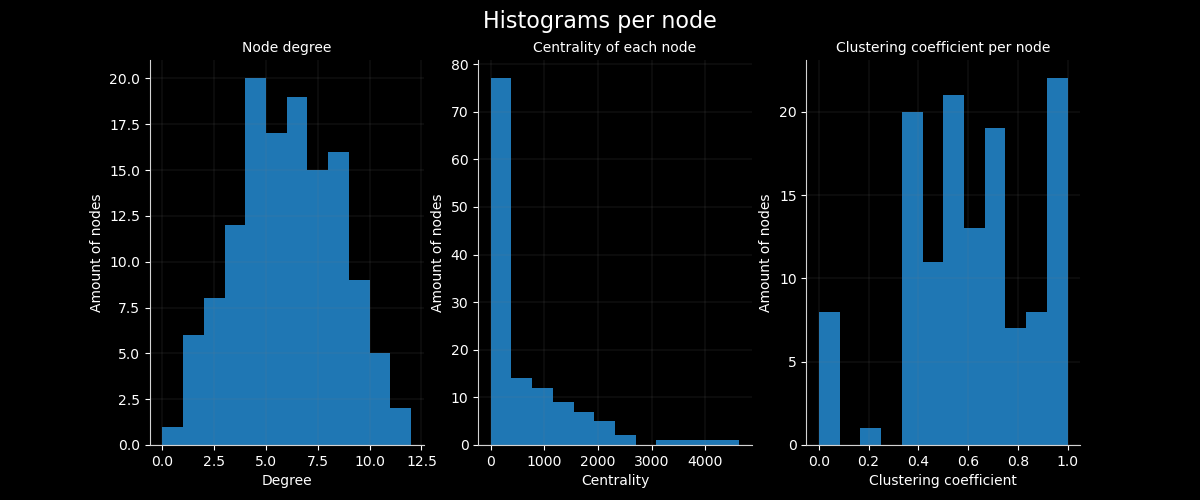 Histograms per node
Node degree
Amount of nodes
20.0
17.5
15.0
12.5
10.0
7.5
5.0
2.5
0.0
0.0 2.5 5.0 7.5 10.0 12.5
Degree
Centrality of each node
Amount of nodes
80
70
60
50
40
30
20
10
0
0 1000 2000 3000 4000
Centrality
Clustering coefficient per node
Amount of nodes
20
15
10
5
0
0.0 0.2 0.4 0.6 0.8 1.0
Clustering coefficient